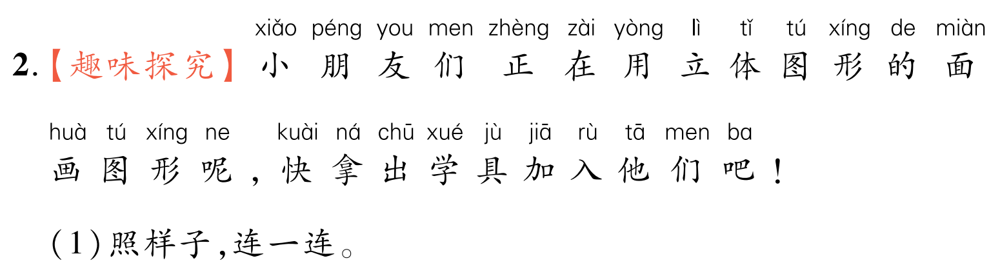 xiǎo péng you men zhèng zài yòng lì tǐ tú xíng de miàn
2.【趣味探究】小朋友们正在用立体图形的面
huà tú xíng ne kuài ná chū xué jù jiā rù tā men ba
画图形呢,快拿出学具加入他们吧!
(1)照样子,连一连。